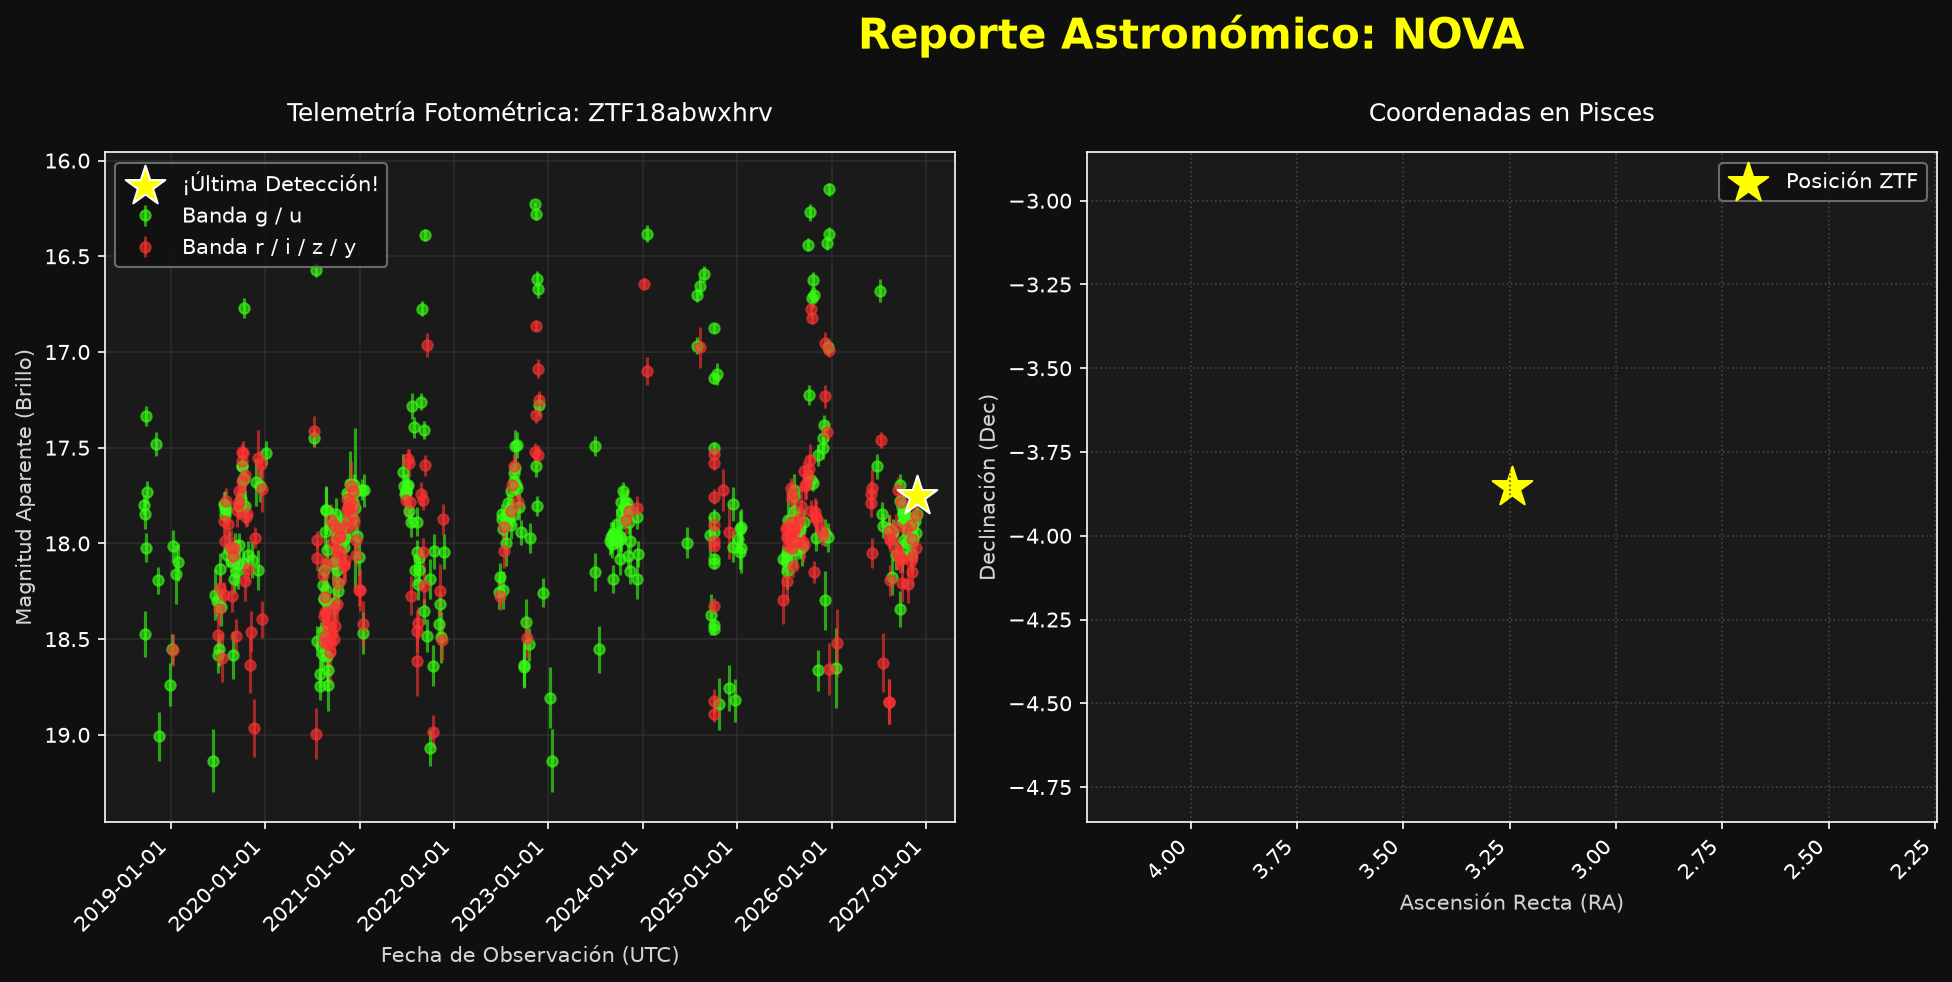 Reporte Astronómico: NOVA
Telemetría Fotométrica: ZTF18abwxhrv
¡Última Detección!
Banda g / u
Banda r / i / z / y
Magnitud Aparente (Brillo)
16.0
16.5
17.0
17.5
18.0
18.5
19.0
2019-01-01
2020-01-01
2021-01-01
2022-01-01
2023-01-01
2024-01-01
2025-01-01
2026-01-01
2027-01-01
Fecha de Observación (UTC)
Coordenadas en Pisces
Posición ZTF
Declinación (Dec)
−3.00
−3.25
−3.50
−3.75
−4.00
−4.25
−4.50
−4.75
4.00
3.75
3.50
3.25
3.00
2.75
2.50
2.25
Ascensión Recta (RA)